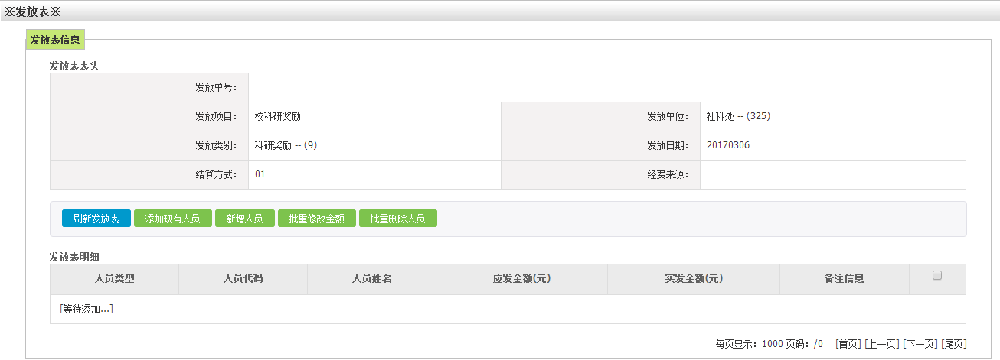 ※发放表※
发放表信息
发放表表头
发放单号：
发放项目： 校科研奖励 发放单位： 社科处 -- (325)
发放类别： 科研奖励 -- (9) 发放日期： 20170306
结算方式： 01 经费来源：
刷新发放表 添加现有人员 新增人员 批量修改金额 批量删除人员
发放表明细
人员类型 人员代码 人员姓名 应发金额(元) 实发金额(元) 备注信息
[等待添加...]
每页显示：1000 页码：/0 [首页] [上一页] [下一页] [尾页]